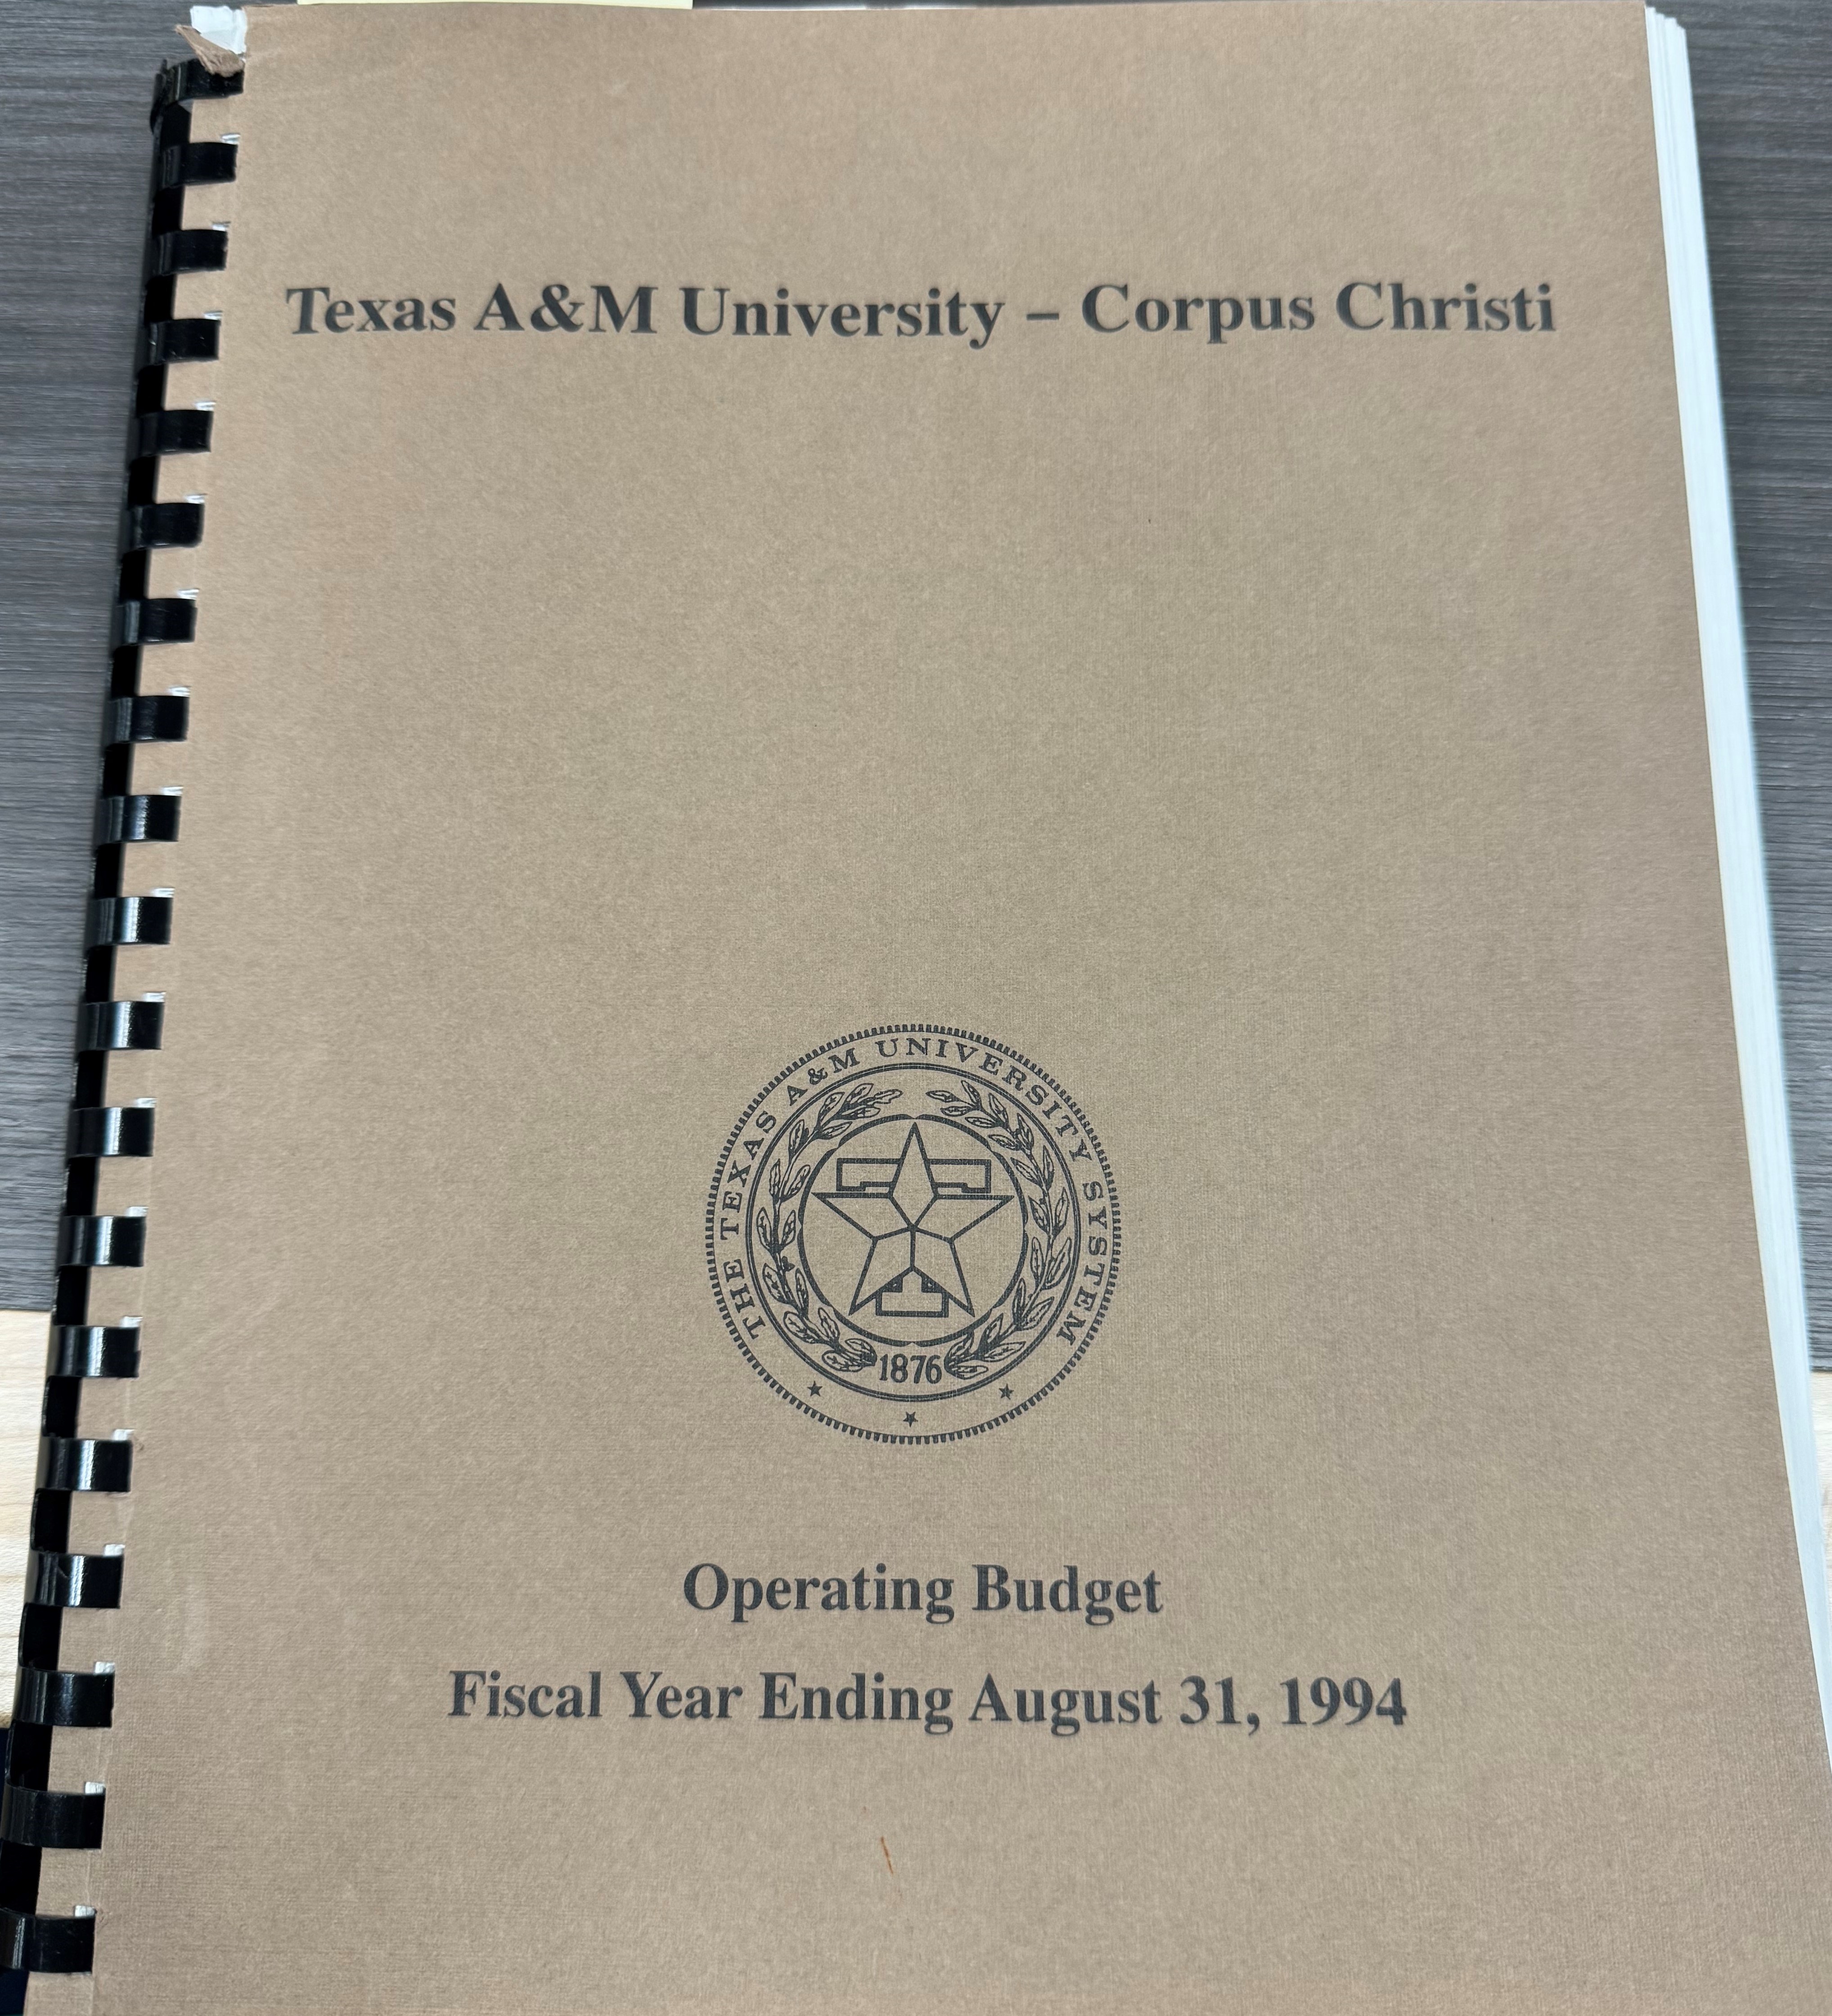 Texas A&M University – Corpus Christi
THE TEXAS A&M UNIVERSITY SYSTEM
1876
Operating Budget
Fiscal Year Ending August 31, 1994